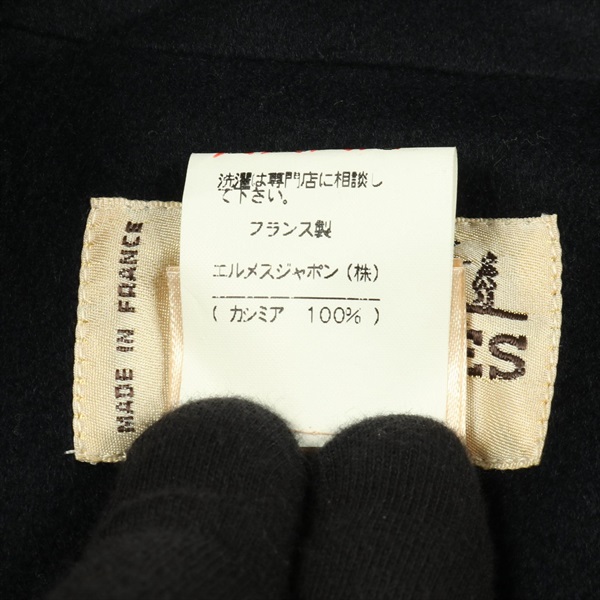 洗濯は専門店に相談し
て下さい。
フランス製
エルメスジャポン(株)
( カシミア 100% )
MADE IN FRANCE
ES